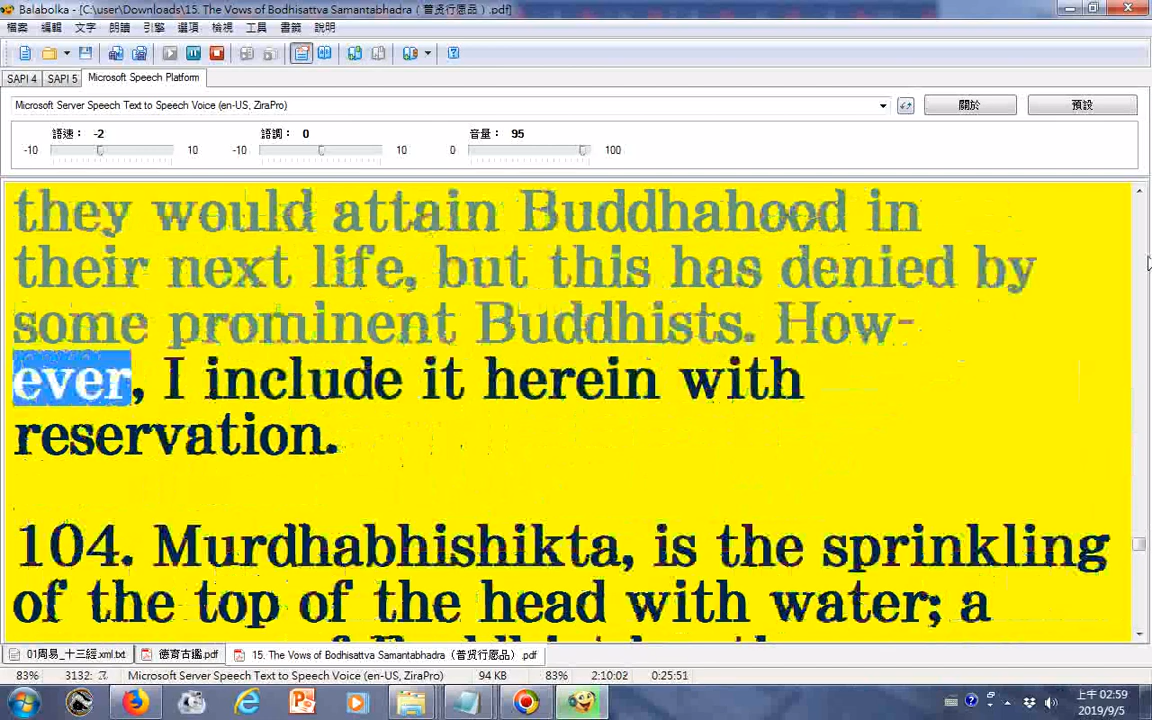 Balabolka - [C:\user\Downloads\15. The Vows of Bodhisattva Samantabhadra (普贤行愿品) .pdf]
檔案 編輯 文字 朗讀 引擎 選項 檢視 工具 書籤 說明
SAPI 4 SAPI 5 Microsoft Speech Platform
Microsoft Server Speech Text to Speech Voice (en-US, ZiraPro) 關於 預設
語速： -2 語調： 0 音量： 95
-10 10 -10 10 0 100
they would attain Buddhahood in
their next life, but this has denied by
some prominent Buddhists. How-
ever, I include it herein with
reservation.
104. Murdhabhishikta, is the sprinkling
of the top of the head with water; a
01周易_十三經.xml.txt 德育古鑑.pdf 15. The Vows of Bodhisattva Samantabhadra (普贤行愿品) .pdf
83% 3132: Microsoft Server Speech Text to Speech Voice (en-US, ZiraPro) 94 KB 83% 2:10:02 0:25:51
上午 02:59
2019/9/5